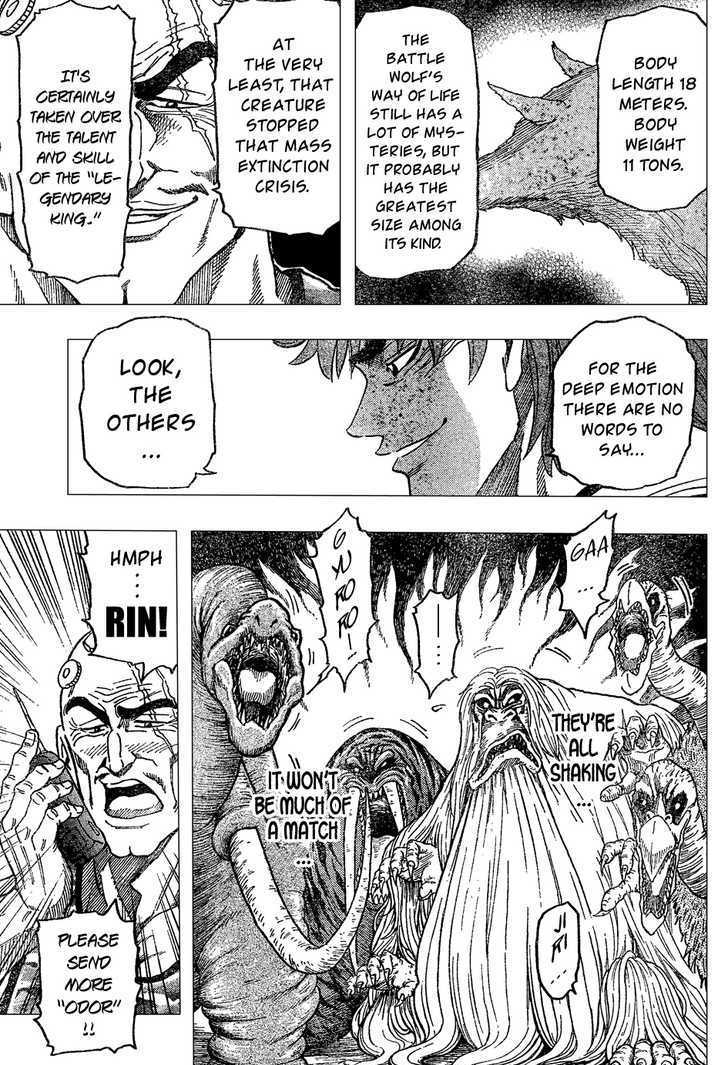 BODY
LENGTH 18
METERS.
BODY
WEIGHT
11 TONS.
THE
BATTLE
WOLF'S
WAY OF LIFE
STILL HAS A
LOT OF MYS-
TERIES, BUT
IT PROBABLY
HAS THE
GREATEST
SIZE AMONG
ITS KIND.
AT
THE VERY
LEAST, THAT
CREATURE
STOPPED
THAT MASS
EXTINCTION
CRISIS.
IT'S
CERTAINLY
TAKEN OVER
THE TALENT
AND SKILL
OF THE "LE-
GENDARY
KING.."
FOR THE
DEEP EMOTION
THERE ARE NO
WORDS TO
SAY...
LOOK,
THE
OTHERS
...
GAA
...
GYURORO...
THEY'RE
ALL
SHAKING
...
IT WON'T
BE MUCH OF
A MATCH
...
HMPH
...
RIN!
PLEASE
SEND
MORE
"ODOR"
!!